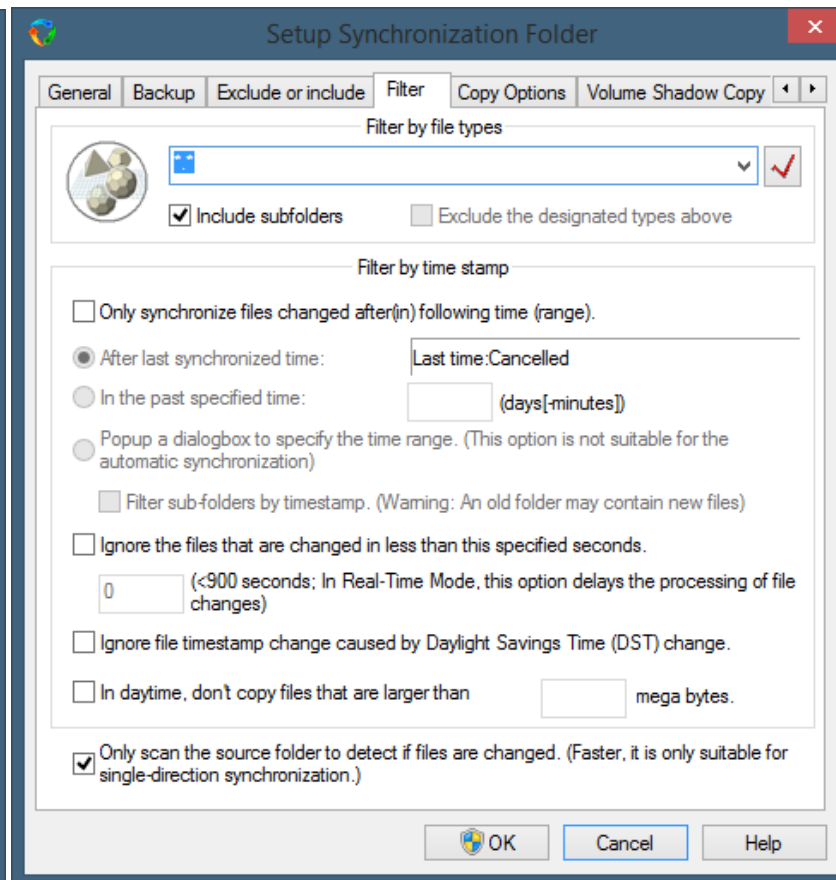 Setup Synchronization Folder
General Backup Exclude or include Filter Copy Options Volume Shadow Copy
Filter by file types
*.*
Include subfolders Exclude the designated types above
Filter by time stamp
Only synchronize files changed after(in) following time (range).
After last synchronized time: Last time:Cancelled
In the past specified time: (days[-minutes])
Popup a dialogbox to specify the time range. (This option is not suitable for the
automatic synchronization)
Filter sub-folders by timestamp. (Warning: An old folder may contain new files)
Ignore the files that are changed in less than this specified seconds.
0 (<900 seconds; In Real-Time Mode, this option delays the processing of file
changes)
Ignore file timestamp change caused by Daylight Savings Time (DST) change.
In daytime, don't copy files that are larger than mega bytes.
Only scan the source folder to detect if files are changed. (Faster, it is only suitable for
single-direction synchronization.)
OK Cancel Help